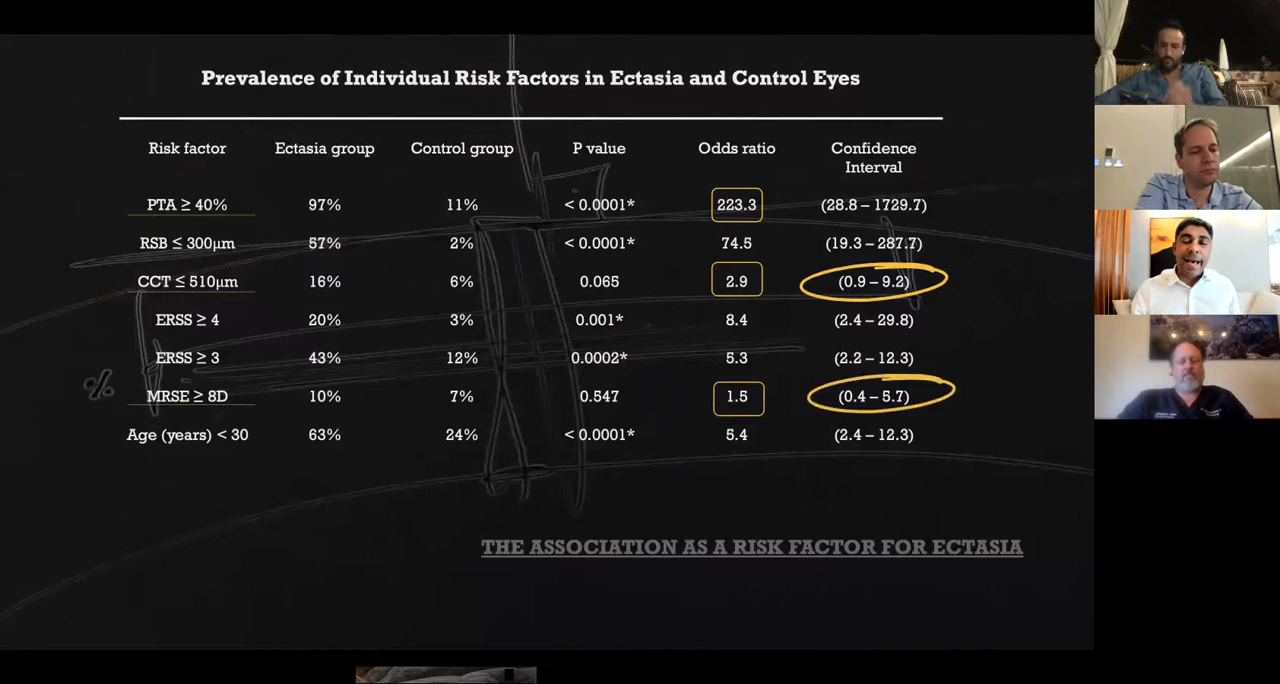 Prevalence of Individual Risk Factors in Ectasia and Control Eyes
Risk factor Ectasia group Control group P value Odds ratio Confidence Interval
PTA ≥ 40% 97% 11% < 0.0001* 223.3 (28.8 – 1729.7)
RSB ≤ 300µm 57% 2% < 0.0001* 74.5 (19.3 – 287.7)
CCT ≤ 510µm 16% 6% 0.065 2.9 (0.9 – 9.2)
ERSS ≥ 4 20% 3% 0.001* 8.4 (2.4 – 29.8)
ERSS ≥ 3 43% 12% 0.0002* 5.3 (2.2 – 12.3)
MRSE ≥ 8D 10% 7% 0.547 1.5 (0.4 – 5.7)
Age (years) < 30 63% 24% < 0.0001* 5.4 (2.4 – 12.3)
%
THE ASSOCIATION AS A RISK FACTOR FOR ECTASIA